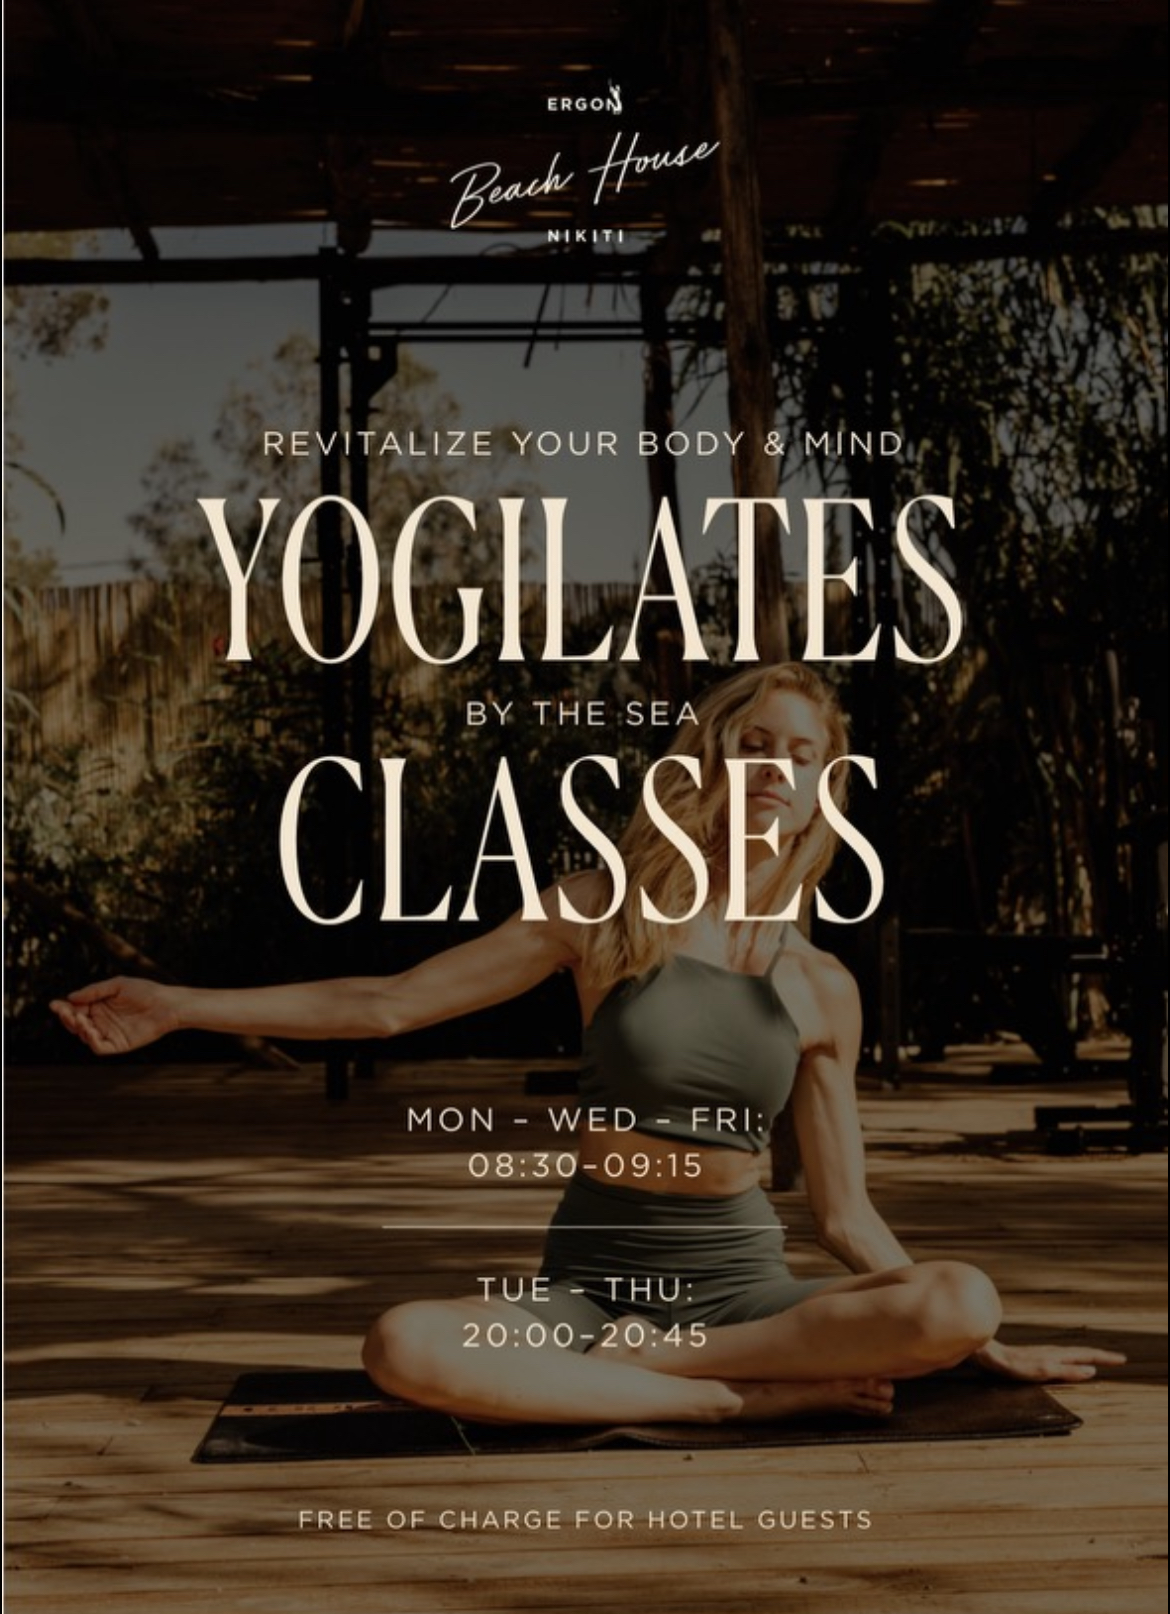 ERGON
Beach House
NIKITI
REVITALIZE YOUR BODY & MIND
YOGILATES
BY THE SEA
CLASSES
MON – WED – FRI:
08:30–09:15
TUE – THU:
20:00–20:45
FREE OF CHARGE FOR HOTEL GUESTS